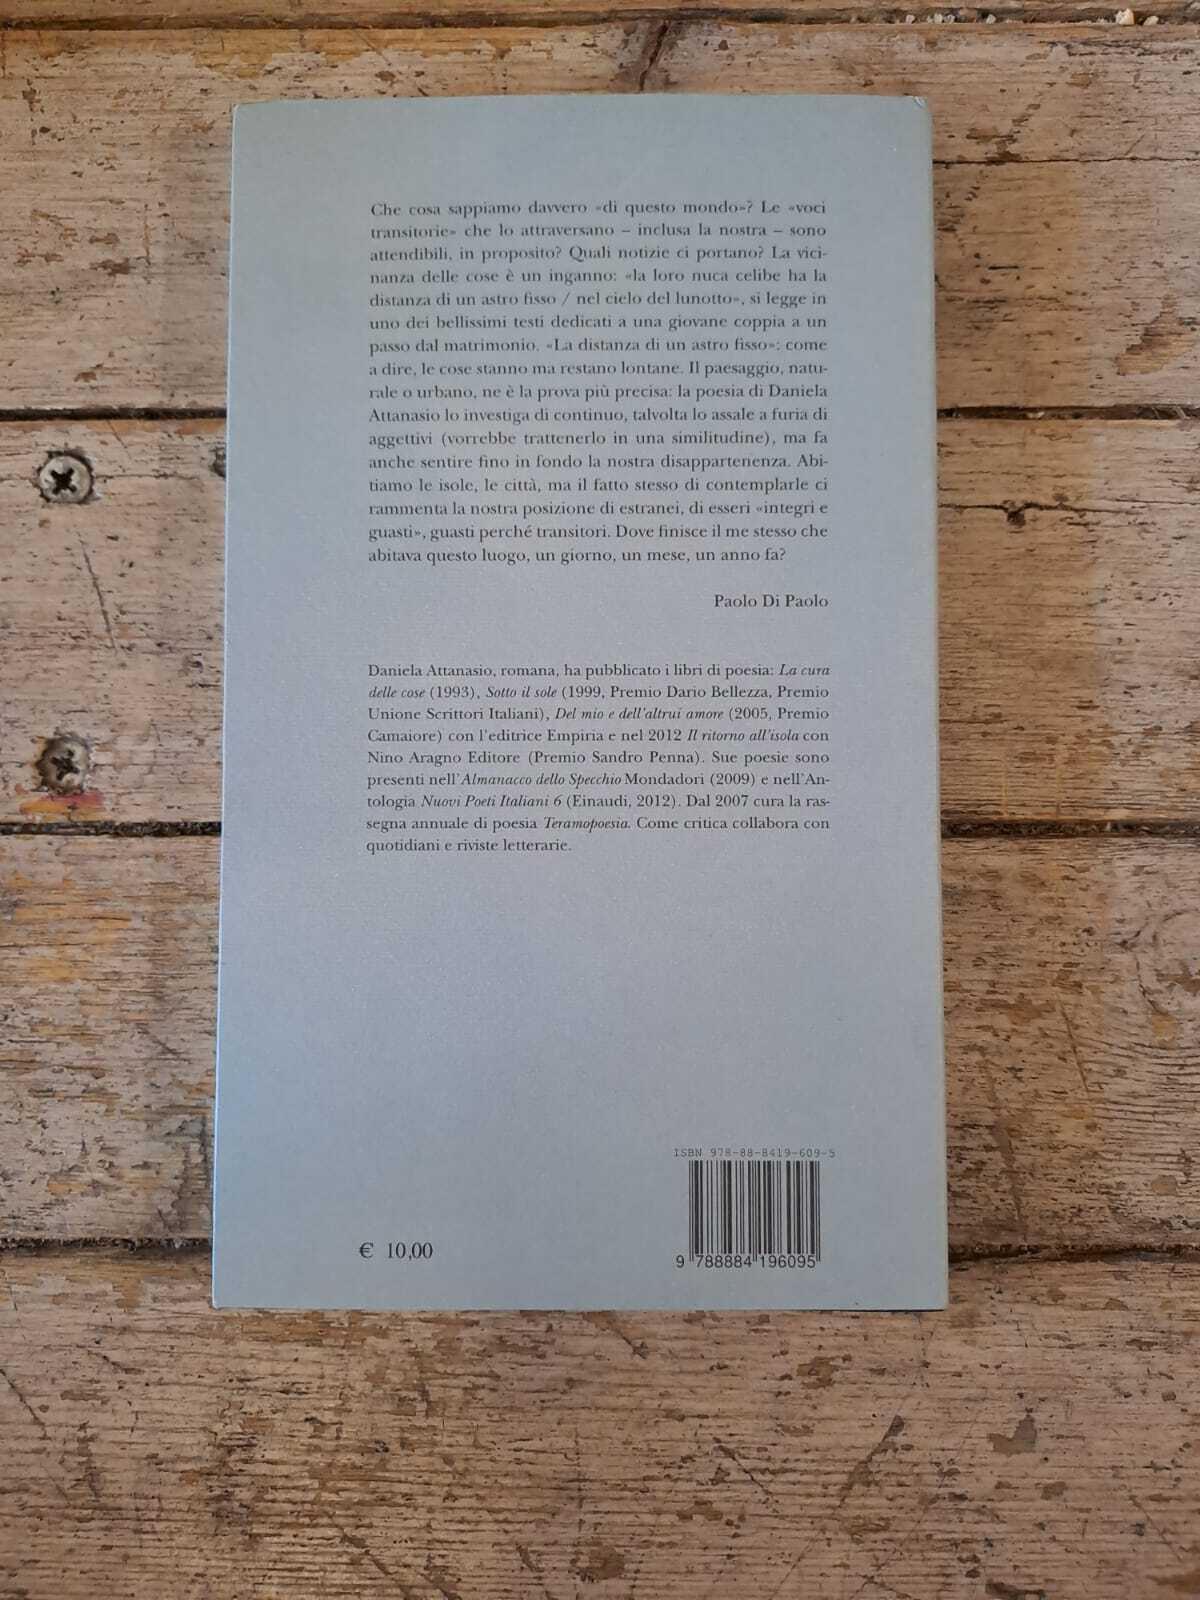 Che cosa sappiamo davvero «di questo mondo»? Le «voci
transitorie» che lo attraversano – inclusa la nostra – sono
attendibili, in proposito? Quali notizie ci portano? La vici-
nanza delle cose è un inganno: «la loro nuca celibe ha la
distanza di un astro fisso / nel cielo del lunotto», si legge in
uno dei bellissimi testi dedicati a una giovane coppia a un
passo dal matrimonio. «La distanza di un astro fisso»: come
a dire, le cose stanno ma restano lontane. Il paesaggio, natu-
rale o urbano, ne è la prova più precisa: la poesia di Daniela
Attanasio lo investiga di continuo, talvolta lo assale a furia di
aggettivi (vorrebbe trattenerlo in una similitudine), ma fa
anche sentire fino in fondo la nostra disappartenenza. Abi-
tiamo le isole, le città, ma il fatto stesso di contemplarle ci
rammenta la nostra posizione di estranei, di esseri «integri e
guasti», guasti perché transitori. Dove finisce il me stesso che
abitava questo luogo, un giorno, un mese, un anno fa?
Paolo Di Paolo
Daniela Attanasio, romana, ha pubblicato i libri di poesia: La cura
delle cose (1993), Sotto il sole (1999, Premio Dario Bellezza, Premio
Unione Scrittori Italiani), Del mio e dell'altrui amore (2005, Premio
Camaiore) con l'editrice Empiria e nel 2012 Il ritorno all'isola con
Nino Aragno Editore (Premio Sandro Penna). Sue poesie sono
presenti nell'Almanacco dello Specchio Mondadori (2009) e nell'An-
tologia Nuovi Poeti Italiani 6 (Einaudi, 2012). Dal 2007 cura la ras-
segna annuale di poesia Teramopoesia. Come critica collabora con
quotidiani e riviste letterarie.
ISBN 978-88-8419-609-5
€ 10,00
9 788884 196095